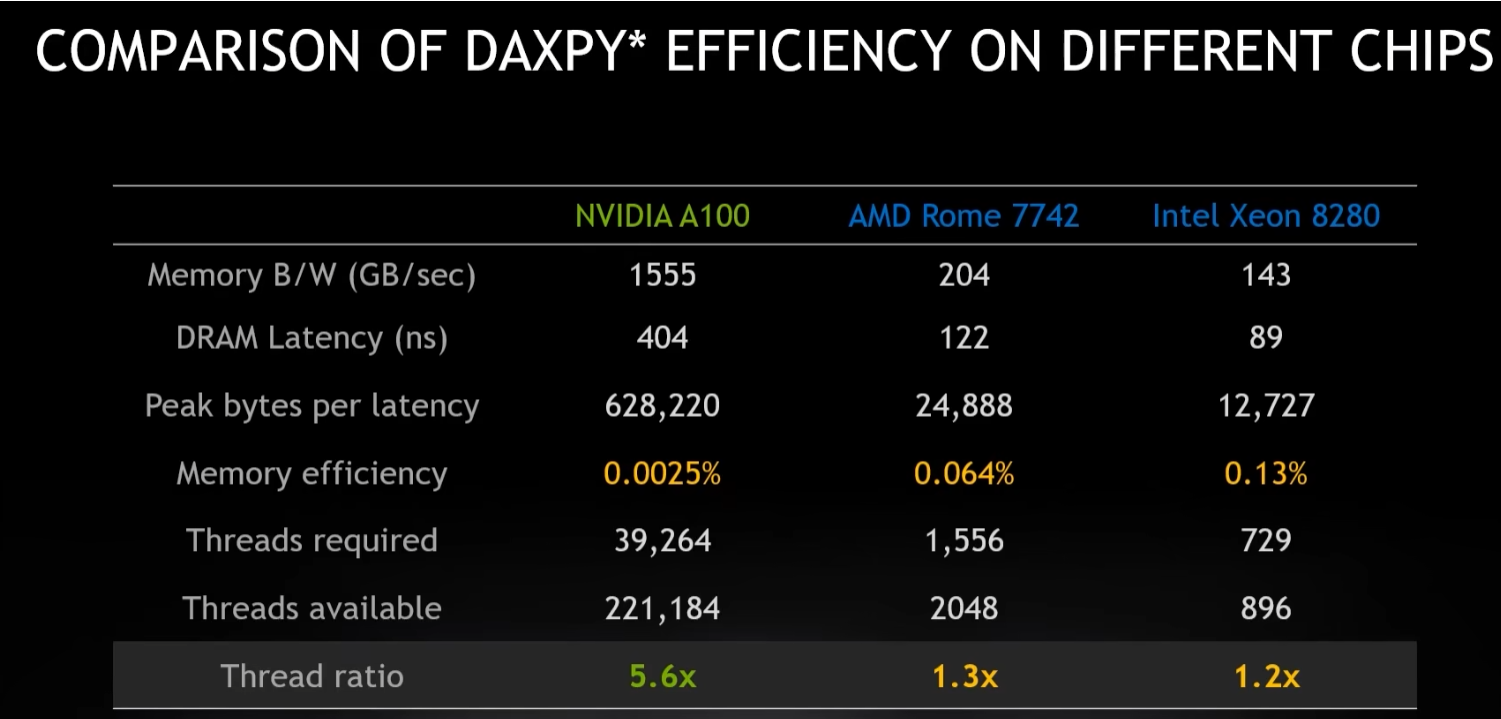 COMPARISON OF DAXPY* EFFICIENCY ON DIFFERENT CHIPS
NVIDIA A100 AMD Rome 7742 Intel Xeon 8280
Memory B/W (GB/sec) 1555 204 143
DRAM Latency (ns) 404 122 89
Peak bytes per latency 628,220 24,888 12,727
Memory efficiency 0.0025% 0.064% 0.13%
Threads required 39,264 1,556 729
Threads available 221,184 2048 896
Thread ratio 5.6x 1.3x 1.2x